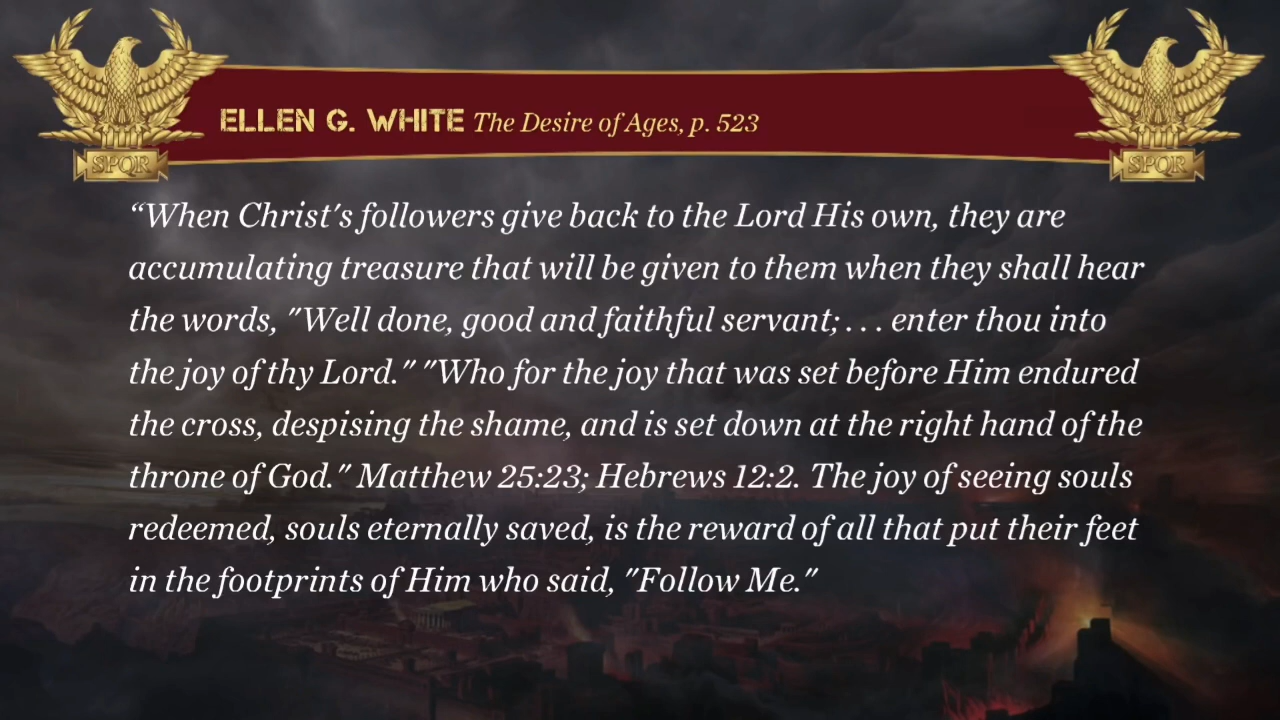 ELLEN G. WHITE The Desire of Ages, p. 523
SPQR
SPQR
“When Christ's followers give back to the Lord His own, they are
accumulating treasure that will be given to them when they shall hear
the words, "Well done, good and faithful servant; . . . enter thou into
the joy of thy Lord." "Who for the joy that was set before Him endured
the cross, despising the shame, and is set down at the right hand of the
throne of God." Matthew 25:23; Hebrews 12:2. The joy of seeing souls
redeemed, souls eternally saved, is the reward of all that put their feet
in the footprints of Him who said, "Follow Me."